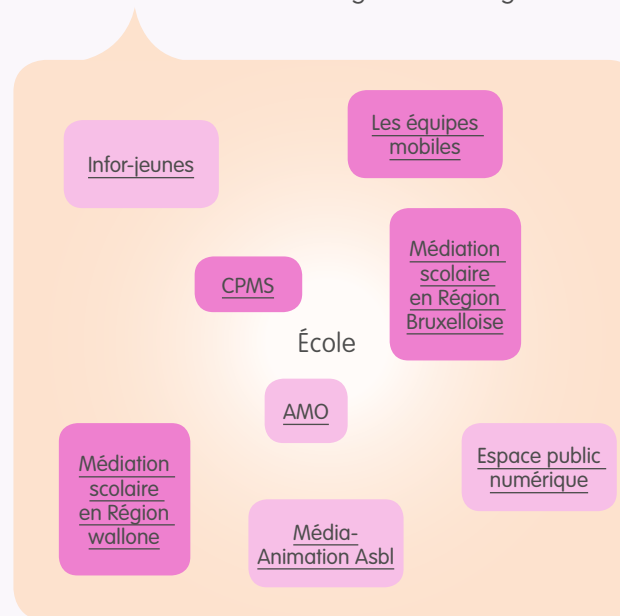 Les équipes
mobiles
Infor-jeunes
Médiation
scolaire
en Région
Bruxelloise
CPMS
École
AMO
Médiation
scolaire
en Région
wallone
Espace public
numérique
Média-
Animation Asbl